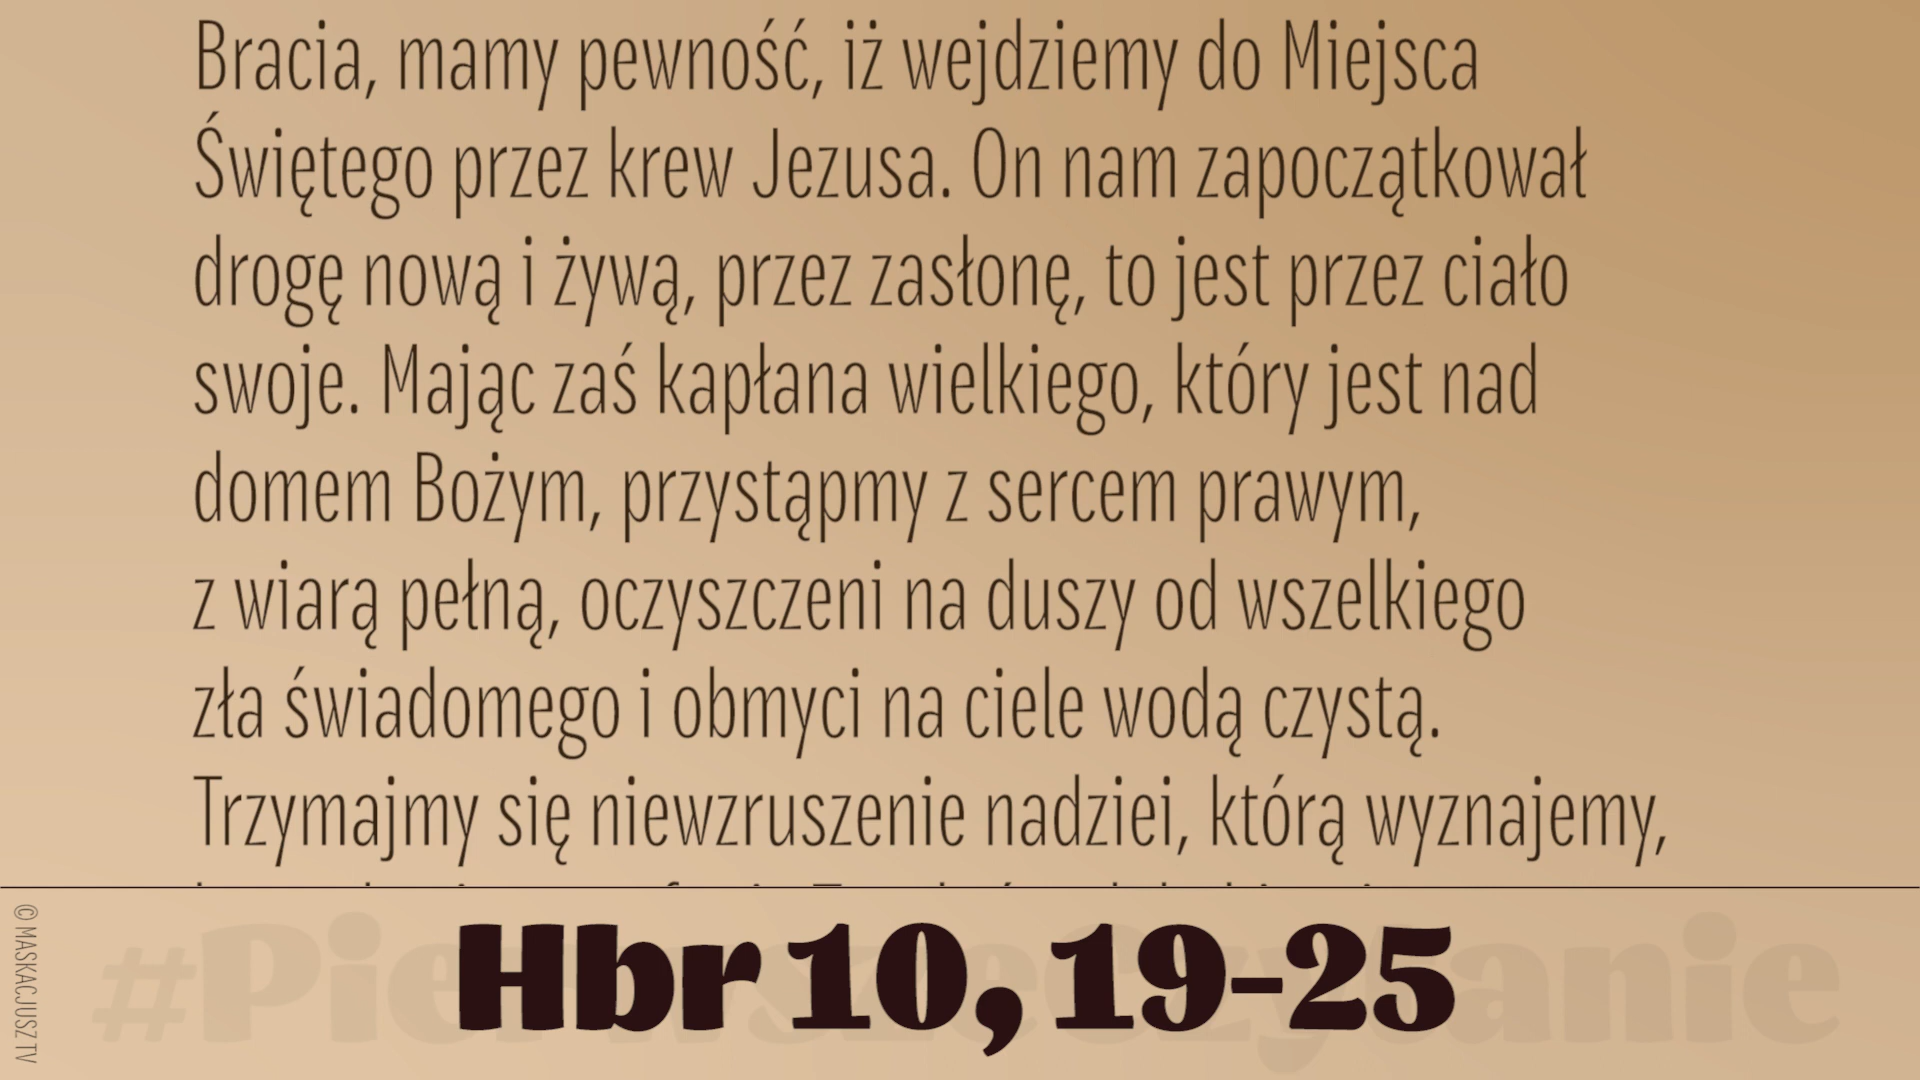 Bracia, mamy pewność, iż wejdziemy do Miejsca
Świętego przez krew Jezusa. On nam zapoczątkował
drogę nową i żywą, przez zasłonę, to jest przez ciało
swoje. Mając zaś kapłana wielkiego, który jest nad
domem Bożym, przystąpmy z sercem prawym,
z wiarą pełną, oczyszczeni na duszy od wszelkiego
zła świadomego i obmyci na ciele wodą czystą.
Trzymajmy się niewzruszenie nadziei, którą wyznajemy,
#PierwszeCzytanie
Hbr 10, 19-25
© MASKACJUSZ TV